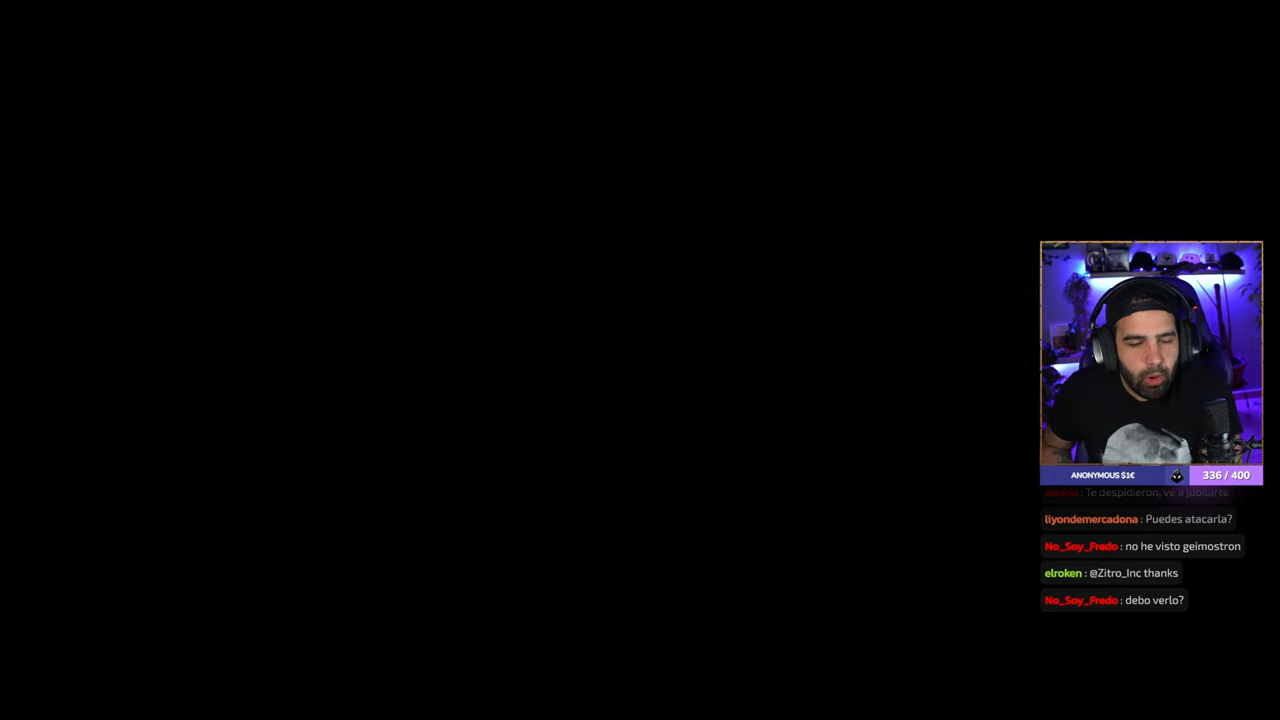 ANONYMOUS $1€
336 / 400
: Te despidieron, ve a jubilarte
liyondemercadona : Puedes atacarla?
No_Soy_Fredo : no he visto geimostron
elroken : @Zitro_Inc thanks
No_Soy_Fredo : debo verlo?